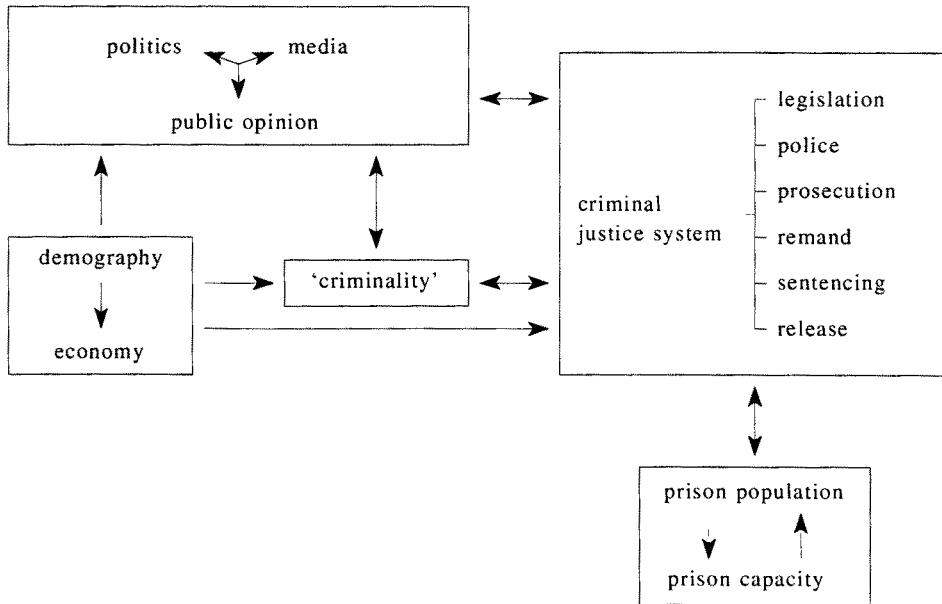 politics media
public opinion
demography
economy
‘criminality’
criminal
justice system
legislation
police
prosecution
remand
sentencing
release
prison population
prison capacity